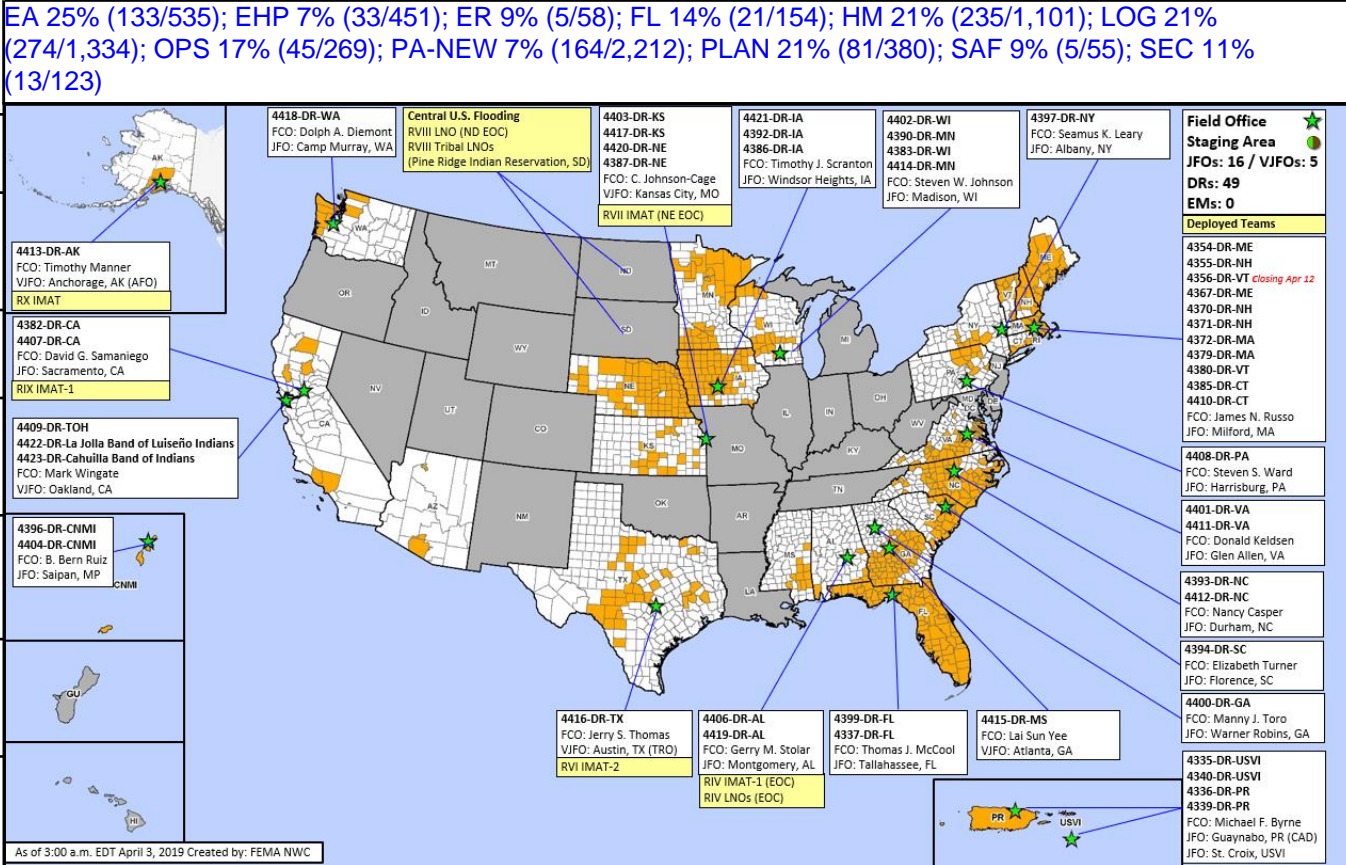 EA 25% (133/535); EHP 7% (33/451); ER 9% (5/58); FL 14% (21/154); HM 21% (235/1,101); LOG 21%
(274/1,334); OPS 17% (45/269); PA-NEW 7% (164/2,212); PLAN 21% (81/380); SAF 9% (5/55); SEC 11%
(13/123)
AK
4413-DR-AK
FCO: Timothy Manner
VJFO: Anchorage, AK (AFO)
RX IMAT
4418-DR-WA
FCO: Dolph A. Diemont
JFO: Camp Murray, WA
Central U.S. Flooding
RVIII LNO (ND EOC)
RVIII Tribal LNOs
(Pine Ridge Indian Reservation, SD)
4403-DR-KS
4417-DR-KS
4420-DR-NE
4387-DR-NE
FCO: C. Johnson-Cage
VJFO: Kansas City, MO
RVII IMAT (NE EOC)
4421-DR-IA
4392-DR-IA
4386-DR-IA
FCO: Timothy J. Scranton
JFO: Windsor Heights, IA
4402-DR-WI
4390-DR-MN
4383-DR-WI
4414-DR-MN
FCO: Steven W. Johnson
JFO: Madison, WI
4397-DR-NY
FCO: Seamus K. Leary
JFO: Albany, NY
Field Office
Staging Area
JFOs: 16 / VJFOs: 5
DRs: 49
EMs: 0
Deployed Teams
4354-DR-ME
4355-DR-NH
4356-DR-VT Closing Apr 12
4367-DR-ME
4370-DR-NH
4371-DR-NH
4372-DR-MA
4379-DR-MA
4380-DR-VT
4385-DR-CT
4410-DR-CT
FCO: James N. Russo
JFO: Milford, MA
4408-DR-PA
FCO: Steven S. Ward
JFO: Harrisburg, PA
4401-DR-VA
4411-DR-VA
FCO: Donald Keldsen
JFO: Glen Allen, VA
4393-DR-NC
4412-DR-NC
FCO: Nancy Casper
JFO: Durham, NC
4394-DR-SC
FCO: Elizabeth Turner
JFO: Florence, SC
4400-DR-GA
FCO: Manny J. Toro
JFO: Warner Robins, GA
4335-DR-USVI
4340-DR-USVI
4336-DR-PR
4339-DR-PR
FCO: Michael F. Byrne
JFO: Guaynabo, PR (CAD)
JFO: St. Croix, USVI
4382-DR-CA
4407-DR-CA
FCO: David G. Samaniego
JFO: Sacramento, CA
RIX IMAT-1
4409-DR-TOH
4422-DR-La Jolla Band of Luiseño Indians
4423-DR-Cahuilla Band of Indians
FCO: Mark Wingate
VJFO: Oakland, CA
4396-DR-CNMI
4404-DR-CNMI
FCO: B. Bern Ruiz
JFO: Saipan, MP
CNMI
GU
HI
4416-DR-TX
FCO: Jerry S. Thomas
VJFO: Austin, TX (TRO)
RVI IMAT-2
4406-DR-AL
4419-DR-AL
FCO: Gerry M. Stolar
JFO: Montgomery, AL
RIV IMAT-1 (EOC)
RIV LNOs (EOC)
4399-DR-FL
4337-DR-FL
FCO: Thomas J. McCool
JFO: Tallahassee, FL
4415-DR-MS
FCO: Lai Sun Yee
VJFO: Atlanta, GA
PR
USVI
WA
MT
ND
MN
OR
ID
SD
WI
MI
WY
NE
IA
NV
UT
CO
KS
MO
IL
IN
OH
KY
WV
VA
PA
NY
VT
NH
ME
MA
CT
RI
NJ
DE
MD
DC
CA
AZ
NM
OK
AR
TN
NC
SC
MS
AL
GA
TX
LA
FL
As of 3:00 a.m. EDT April 3, 2019 Created by: FEMA NWC